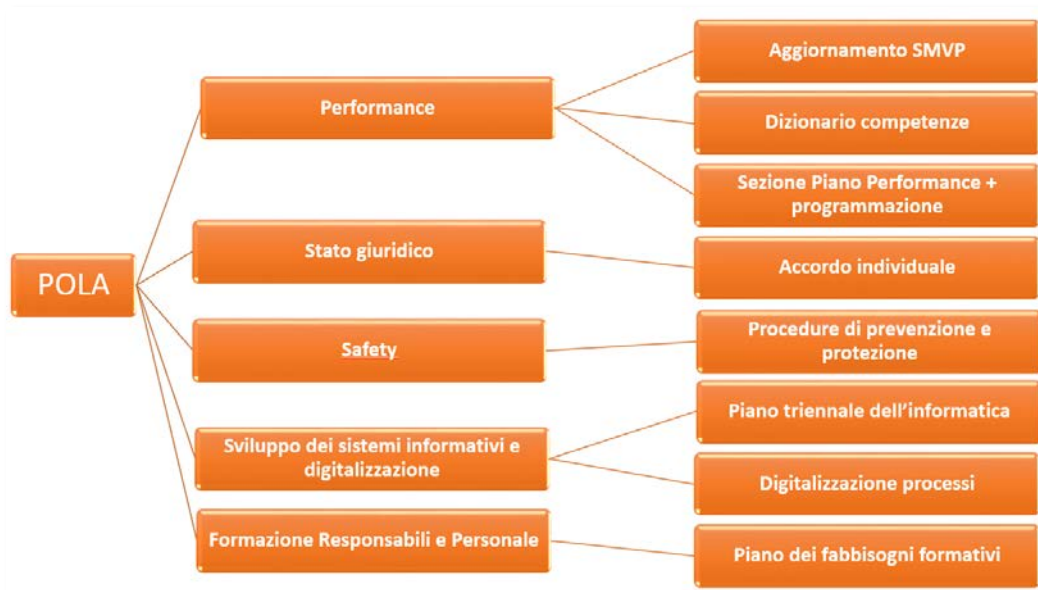 POLA
Performance
Aggiornamento SMVP
Dizionario competenze
Sezione Piano Performance +
programmazione
Stato giuridico
Accordo individuale
Safety
Procedure di prevenzione e
protezione
Sviluppo dei sistemi informativi e
digitalizzazione
Piano triennale dell’informatica
Digitalizzazione processi
Formazione Responsabili e Personale
Piano dei fabbisogni formativi